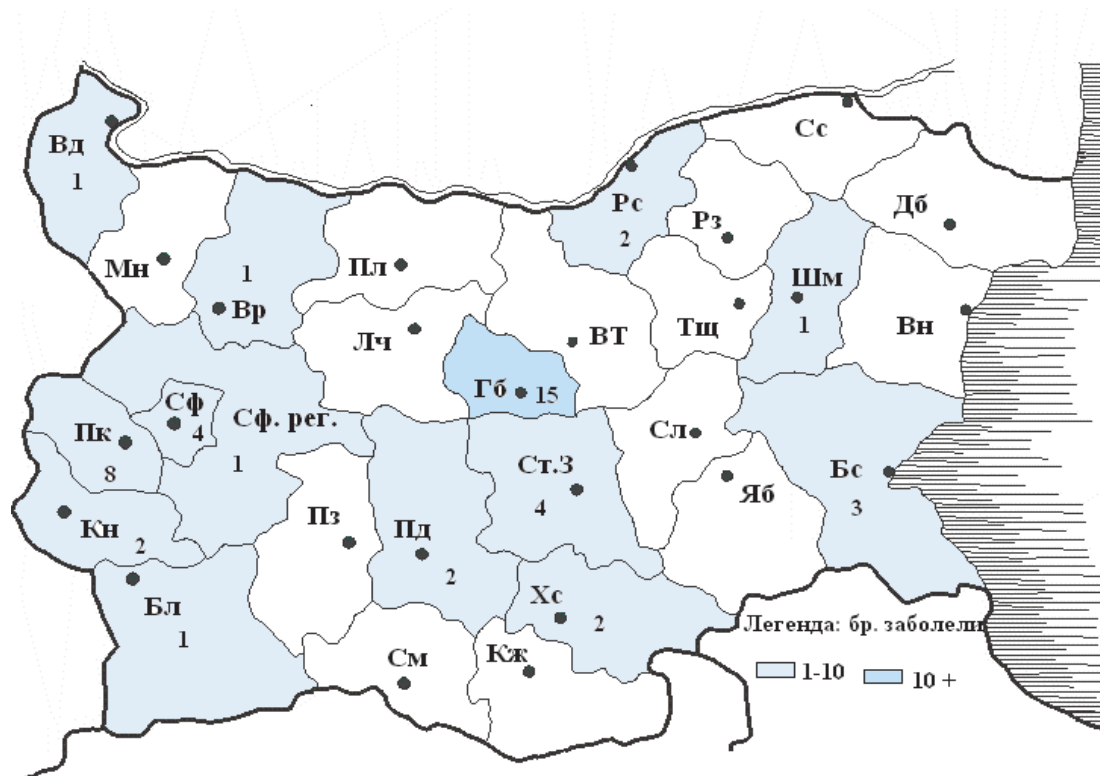 Сс
Вд
1
Рс
2
Рз
Дб
Мн
1
Вр
Пл
Шм
1
Тщ
Вн
Лч
ВТ
Гб 15
Сф
4
Сф. рег.
1
Пк
8
Сл
Ст.З
4
Бс
3
Яб
Кн
2
Пз
Пд
2
Бл
1
Хс
2
См
Кж
Легенда: бр. заболели
1-10
10 +